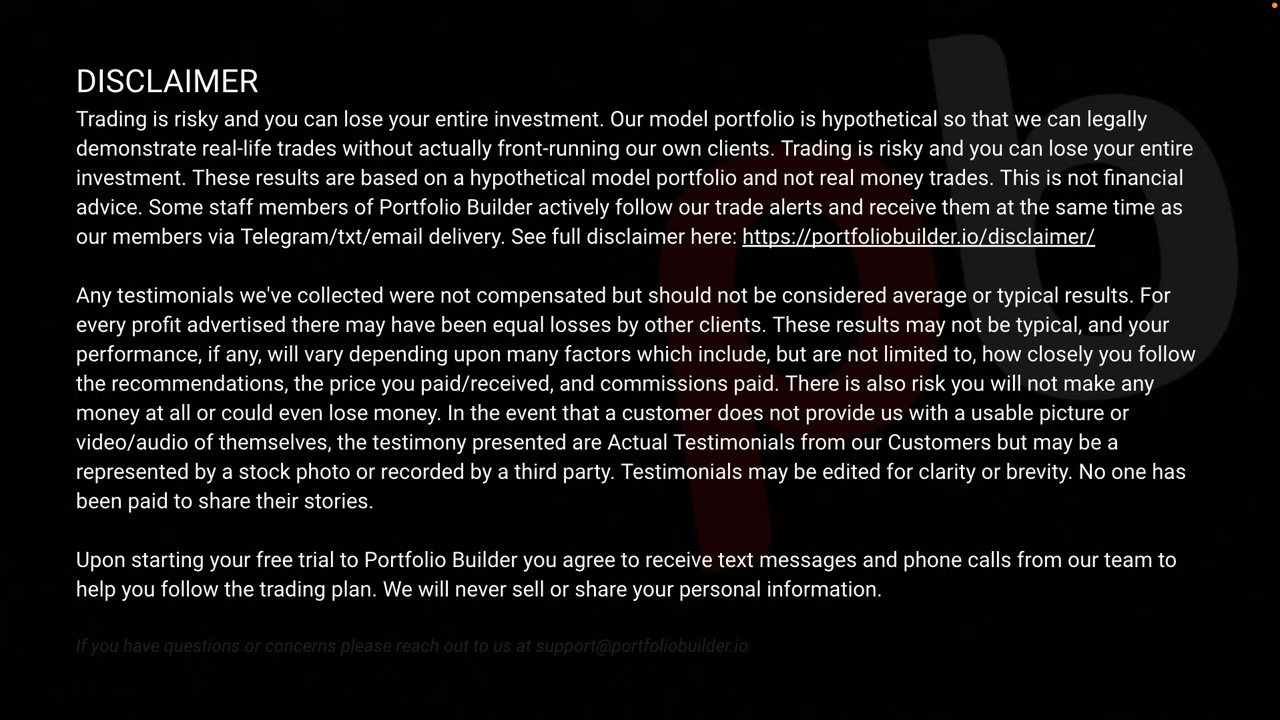 DISCLAIMER
Trading is risky and you can lose your entire investment. Our model portfolio is hypothetical so that we can legally
demonstrate real-life trades without actually front-running our own clients. Trading is risky and you can lose your entire
investment. These results are based on a hypothetical model portfolio and not real money trades. This is not financial
advice. Some staff members of Portfolio Builder actively follow our trade alerts and receive them at the same time as
our members via Telegram/txt/email delivery. See full disclaimer here: https://portfoliobuilder.io/disclaimer/
Any testimonials we've collected were not compensated but should not be considered average or typical results. For
every profit advertised there may have been equal losses by other clients. These results may not be typical, and your
performance, if any, will vary depending upon many factors which include, but are not limited to, how closely you follow
the recommendations, the price you paid/received, and commissions paid. There is also risk you will not make any
money at all or could even lose money. In the event that a customer does not provide us with a usable picture or
video/audio of themselves, the testimony presented are Actual Testimonials from our Customers but may be a
represented by a stock photo or recorded by a third party. Testimonials may be edited for clarity or brevity. No one has
been paid to share their stories.
Upon starting your free trial to Portfolio Builder you agree to receive text messages and phone calls from our team to
help you follow the trading plan. We will never sell or share your personal information.
If you have questions or concerns please reach out to us at support@portfoliobuilder.io
pb